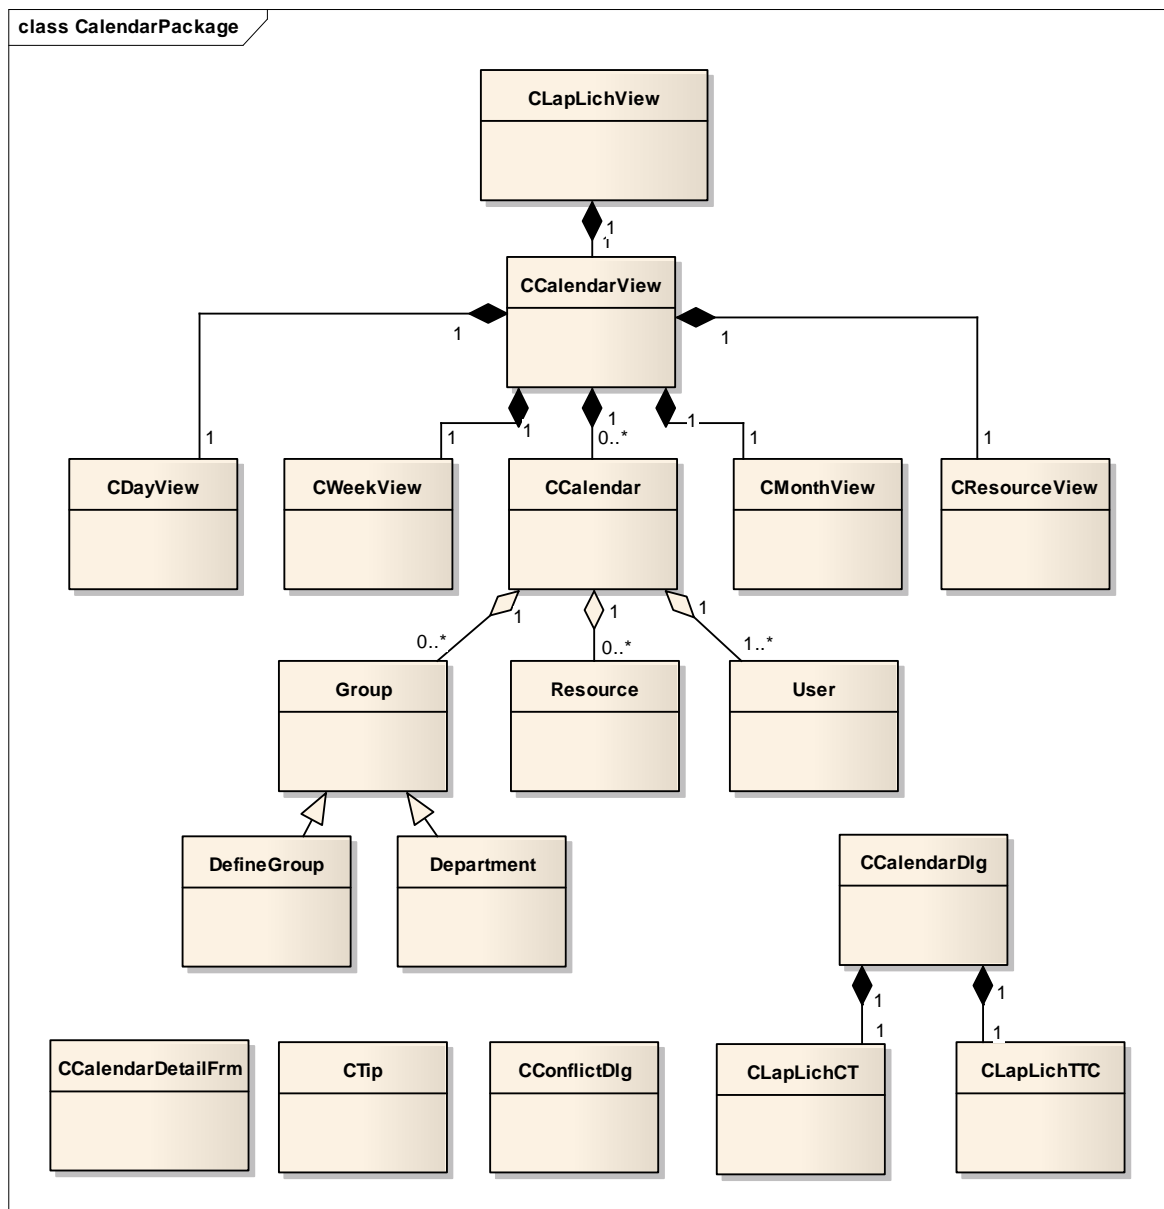 class CalendarPackage
CLapLichView
1
1
CCalendarView
1
1
1
1
1
1
1
1
0..*
1
1
CDayView
CWeekView
CCalendar
CMonthView
CResourceView
1
1
1
0..*
0..*
1..*
Group
Resource
User
DefineGroup
Department
CCalendarDlg
1
1
1
1
CCalendarDetailFrm
CTip
CConflictDlg
CLapLichCT
CLapLichTTC